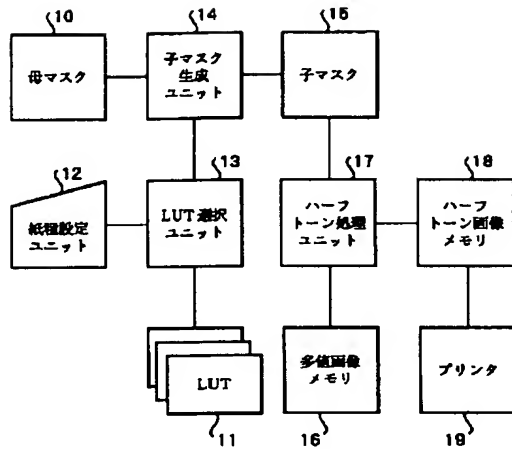 10
14
15
母マスク
子マスク
生成
ユニット
子マスク
12
13
17
18
紙種設定
ユニット
LUT選択
ユニット
ハーフ
トーン処理
ユニット
ハーフ
トーン画像
メモリ
LUT
多値画像
メモリ
プリンタ
11
16
19